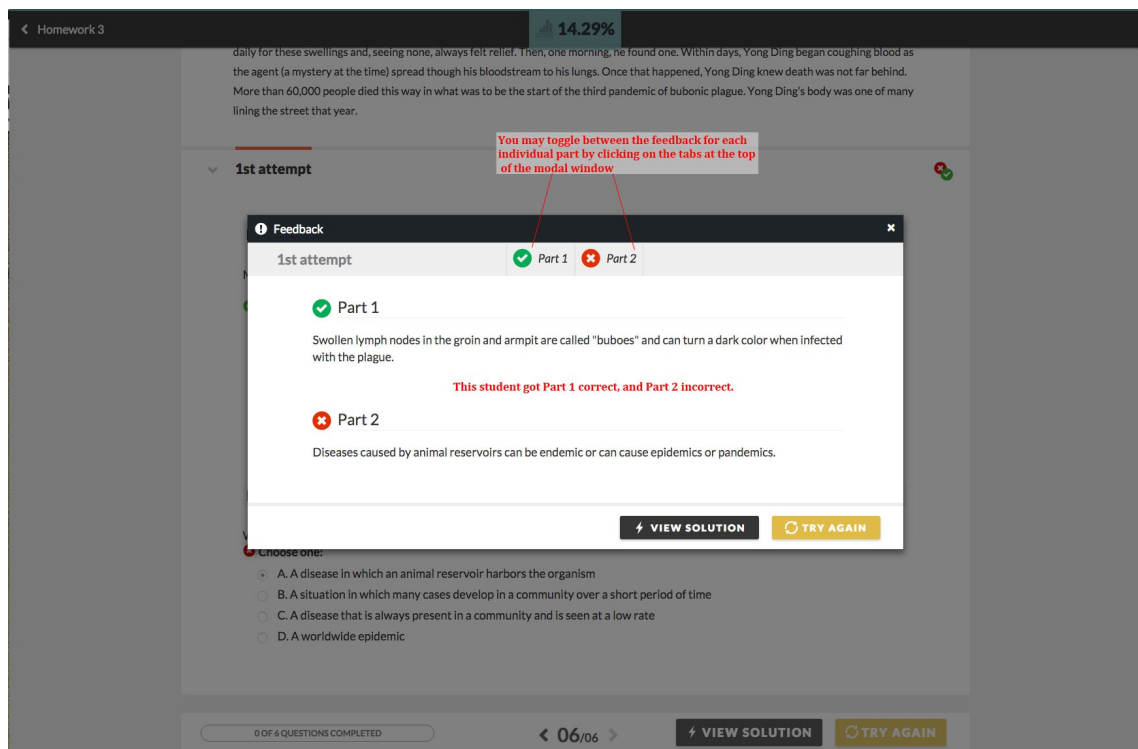 Homework 3
14.29%
daily for these swellings and, seeing none, always felt relief. Then, one morning, he found one. Within days, Yong Ding began coughing blood as
the agent (a mystery at the time) spread though his bloodstream to his lungs. Once that happened, Yong Ding knew death was not far behind.
More than 60,000 people died this way in what was to be the start of the third pandemic of bubonic plague. Yong Ding's body was one of many
lining the street that year.
You may toggle between the feedback for each
individual part by clicking on the tabs at the top
of the modal window
1st attempt
Feedback
1st attempt
Part 1
Part 2
Part 1
Swollen lymph nodes in the groin and armpit are called "buboes" and can turn a dark color when infected
with the plague.
This student got Part 1 correct, and Part 2 incorrect.
Part 2
Diseases caused by animal reservoirs can be endemic or can cause epidemics or pandemics.
VIEW SOLUTION
TRY AGAIN
Choose one:
A. A disease in which an animal reservoir harbors the organism
B. A situation in which many cases develop in a community over a short period of time
C. A disease that is always present in a community and is seen at a low rate
D. A worldwide epidemic
0 OF 6 QUESTIONS COMPLETED
06/06
VIEW SOLUTION
TRY AGAIN